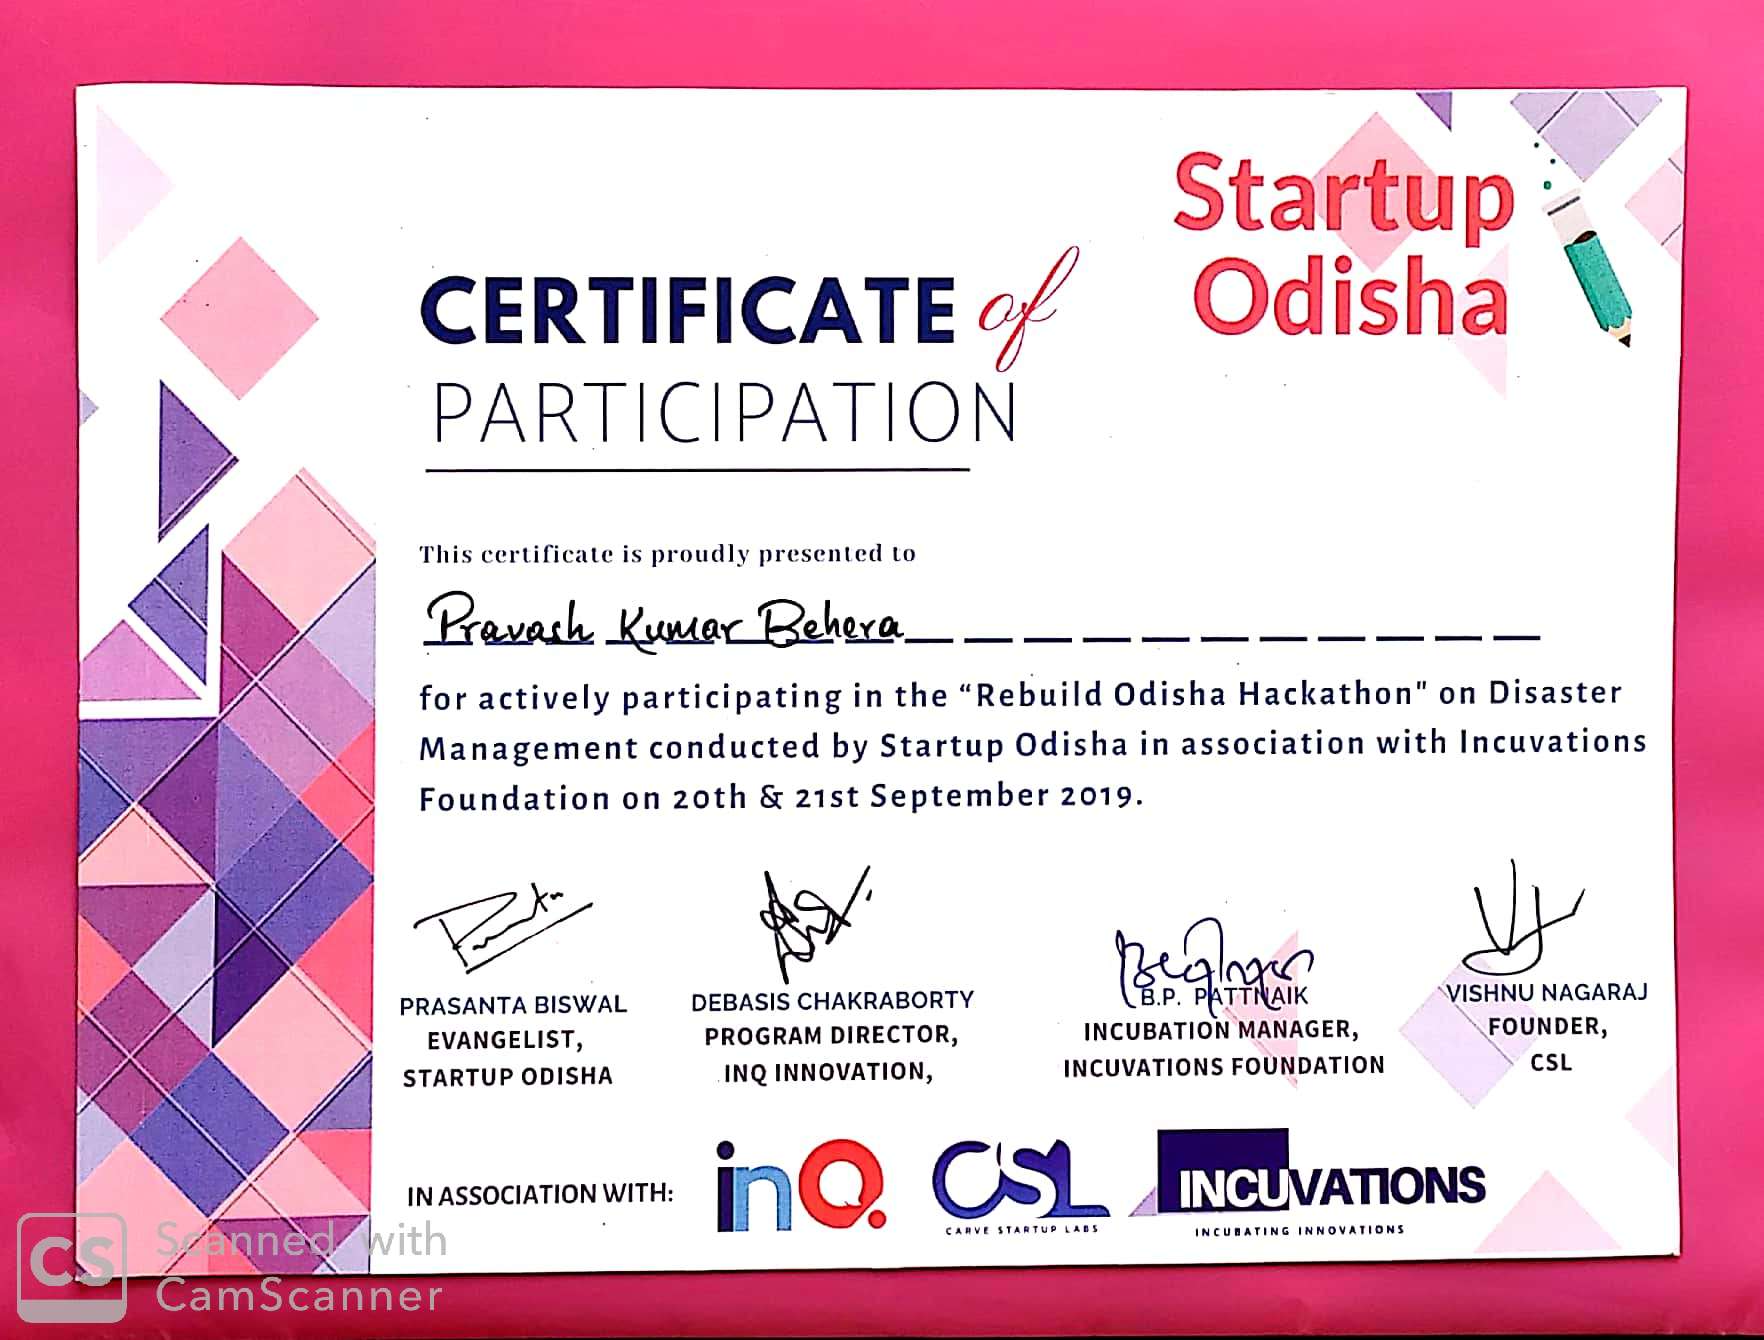 Startup
Odisha
CERTIFICATE of
PARTICIPATION
This certificate is proudly presented to
Pravash Kumar Behera
for actively participating in the “Rebuild Odisha Hackathon" on Disaster
Management conducted by Startup Odisha in association with Incuvations
Foundation on 20th & 21st September 2019.
PRASANTA BISWAL
EVANGELIST,
STARTUP ODISHA
DEBASIS CHAKRABORTY
PROGRAM DIRECTOR,
INQ INNOVATION,
B.P. PATTNAIK
INCUBATION MANAGER,
INCUVATIONS FOUNDATION
VISHNU NAGARAJ
FOUNDER,
CSL
IN ASSOCIATION WITH:
inQ.
CSL
CARVE STARTUP LABS
INCUVATIONS
INCUBATING INNOVATIONS
CS
Scanned with
CamScanner